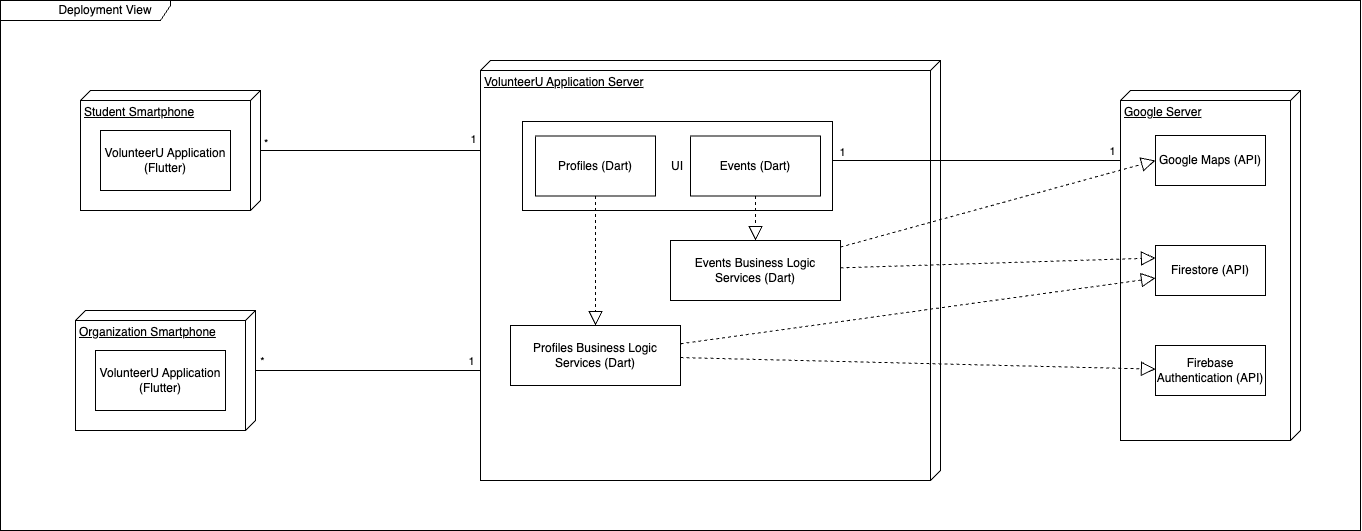 Deployment View
Student Smartphone
VolunteerU Application
(Flutter)
*
1
Organization Smartphone
VolunteerU Application
(Flutter)
*
1
VolunteerU Application Server
Profiles (Dart)
UI
Events (Dart)
Events Business Logic
Services (Dart)
Profiles Business Logic
Services (Dart)
1
1
Google Server
Google Maps (API)
Firestore (API)
Firebase
Authentication (API)